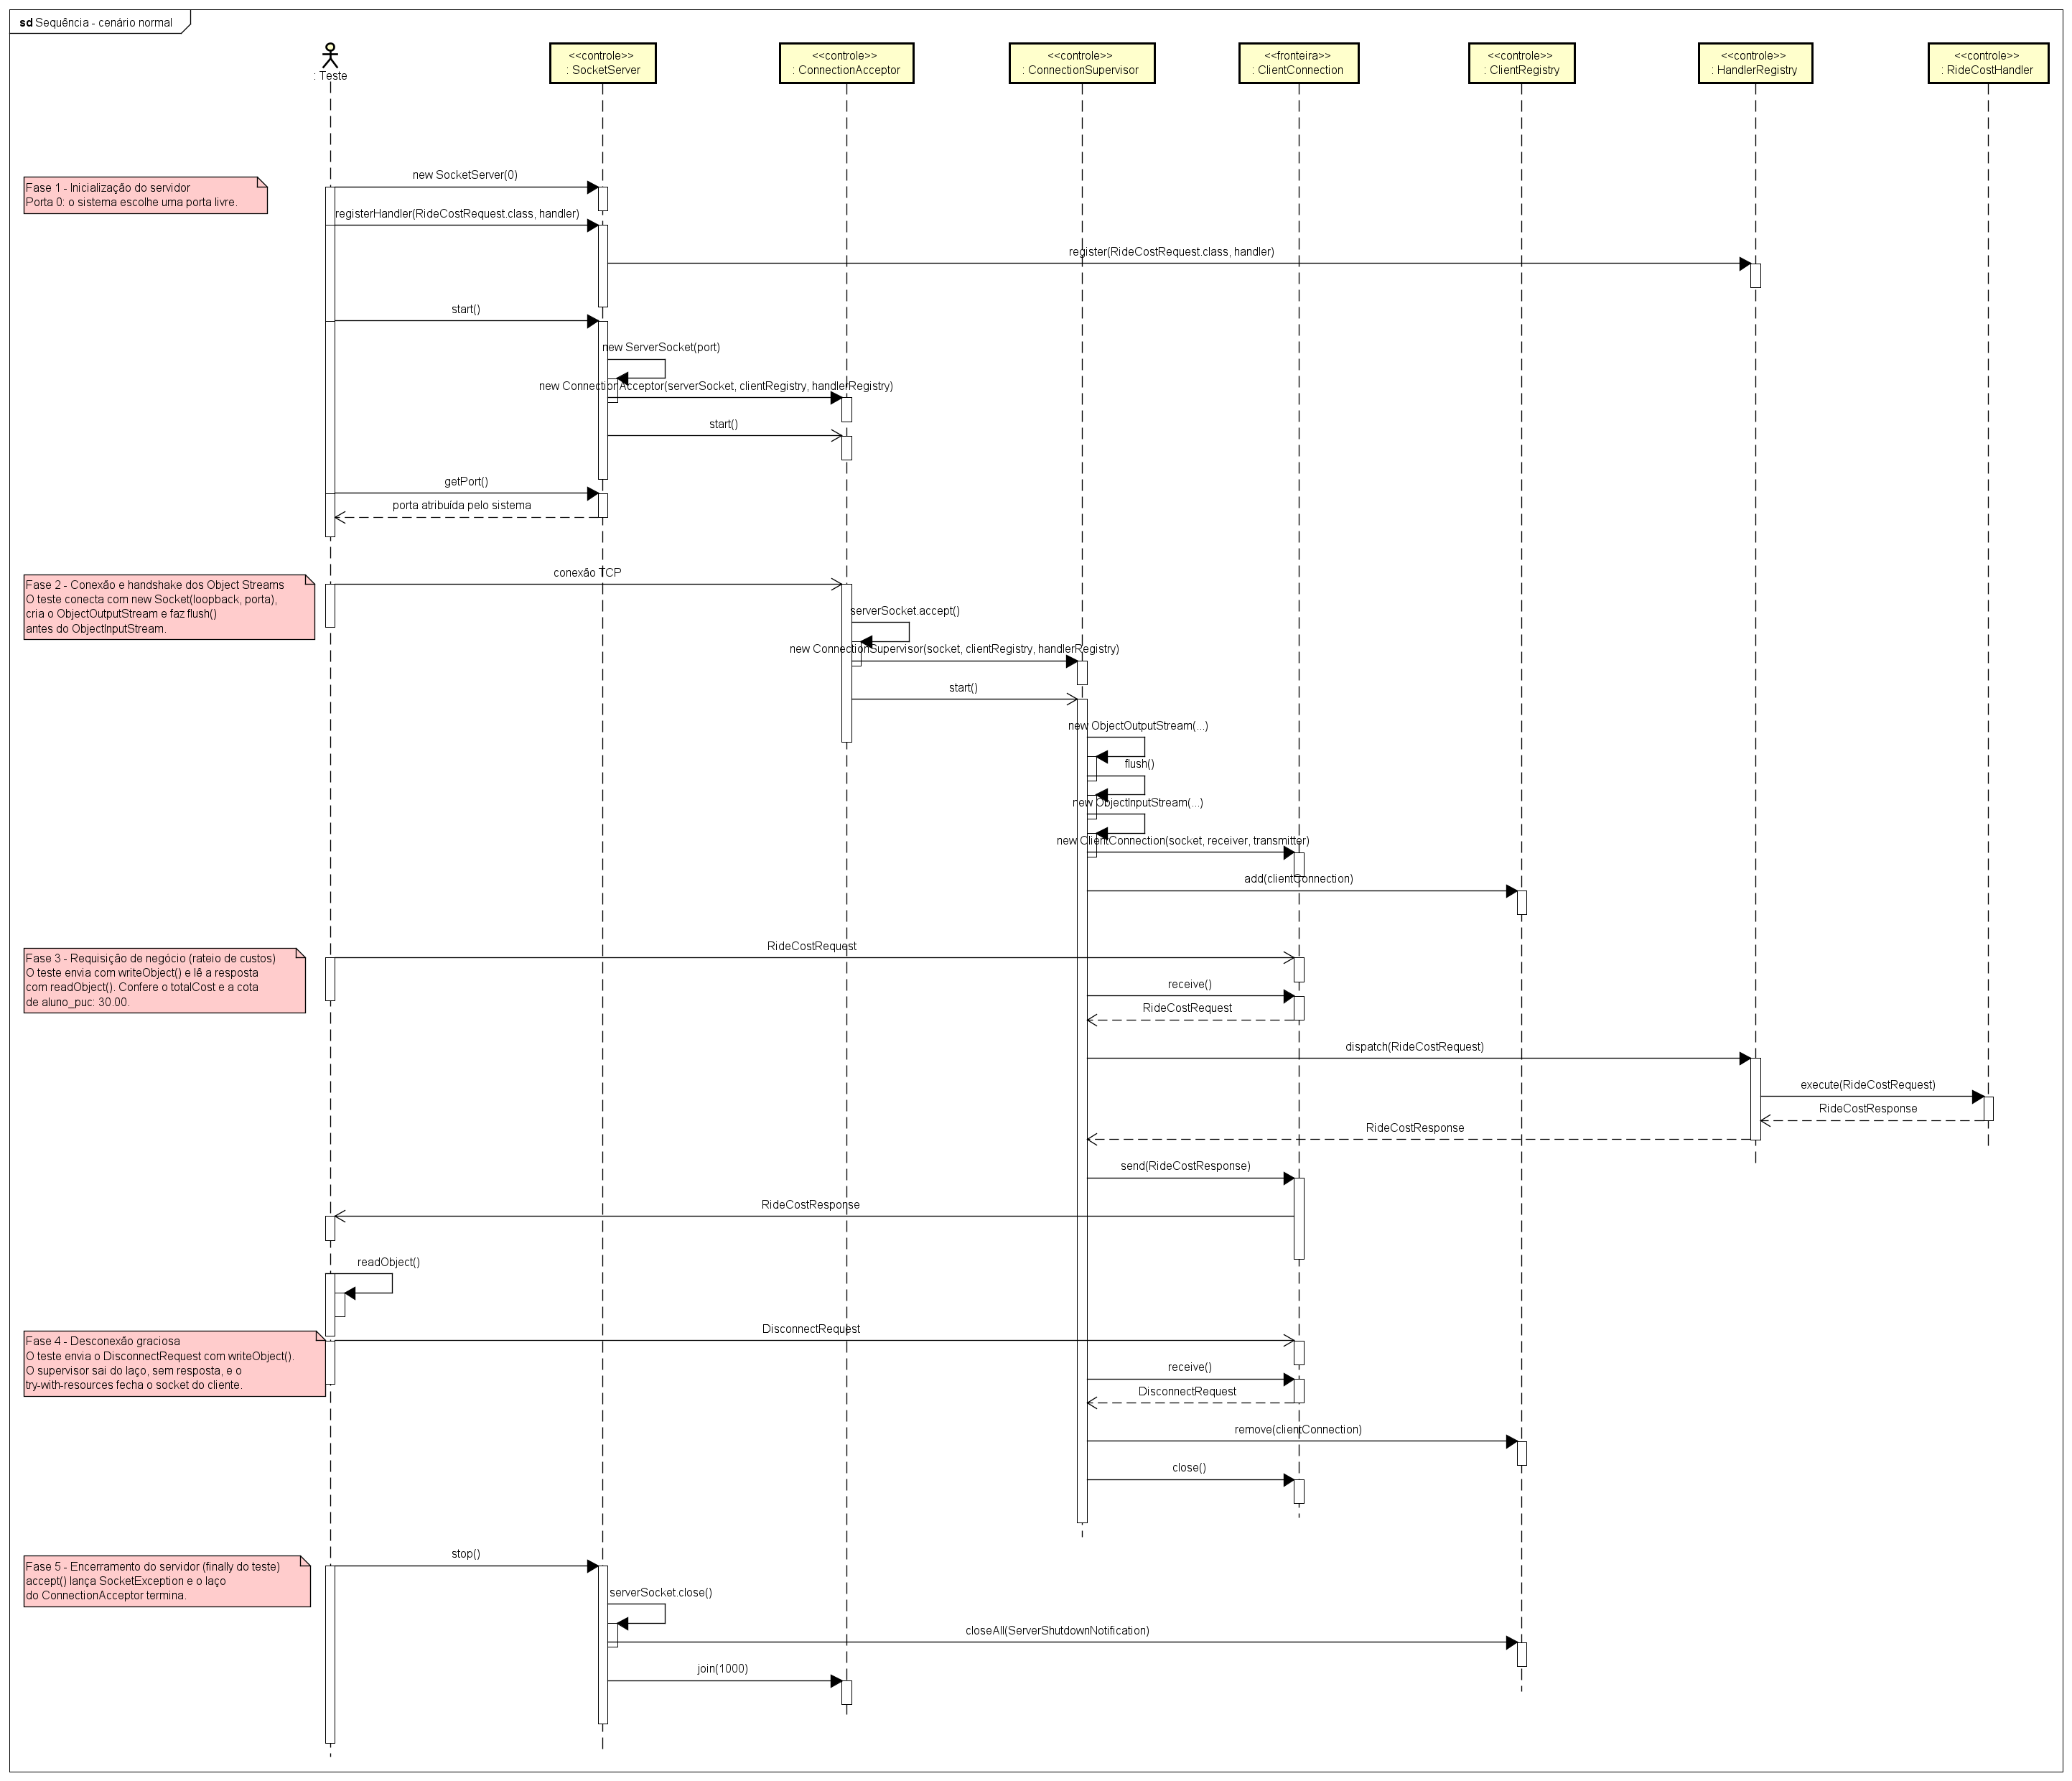 sd Sequência - cenário normal
: Teste
<<controle>>
: SocketServer
<<controle>>
: ConnectionAcceptor
<<controle>>
: ConnectionSupervisor
<<fronteira>>
: ClientConnection
<<controle>>
: ClientRegistry
<<controle>>
: HandlerRegistry
<<controle>>
: RideCostHandler
Fase 1 - Inicialização do servidor
Porta 0: o sistema escolhe uma porta livre.
new SocketServer(0)
registerHandler(RideCostRequest.class, handler)
register(RideCostRequest.class, handler)
start()
new ServerSocket(port)
new ConnectionAcceptor(serverSocket, clientRegistry, handlerRegistry)
start()
getPort()
porta atribuída pelo sistema
Fase 2 - Conexão e handshake dos Object Streams
O teste conecta com new Socket(loopback, porta),
cria o ObjectOutputStream e faz flush()
antes do ObjectInputStream.
conexão TCP
serverSocket.accept()
new ConnectionSupervisor(socket, clientRegistry, handlerRegistry)
start()
new ObjectOutputStream(...)
flush()
new ObjectInputStream(...)
new ClientConnection(socket, receiver, transmitter)
add(clientConnection)
Fase 3 - Requisição de negócio (rateio de custos)
O teste envia com writeObject() e lê a resposta
com readObject(). Confere o totalCost e a cota
de aluno_puc: 30.00.
RideCostRequest
receive()
RideCostRequest
dispatch(RideCostRequest)
execute(RideCostRequest)
RideCostResponse
RideCostResponse
send(RideCostResponse)
RideCostResponse
readObject()
Fase 4 - Desconexão graciosa
O teste envia o DisconnectRequest com writeObject().
O supervisor sai do laço, sem resposta, e o
try-with-resources fecha o socket do cliente.
DisconnectRequest
receive()
DisconnectRequest
remove(clientConnection)
close()
Fase 5 - Encerramento do servidor (finally do teste)
accept() lança SocketException e o laço
do ConnectionAcceptor termina.
stop()
serverSocket.close()
closeAll(ServerShutdownNotification)
join(1000)